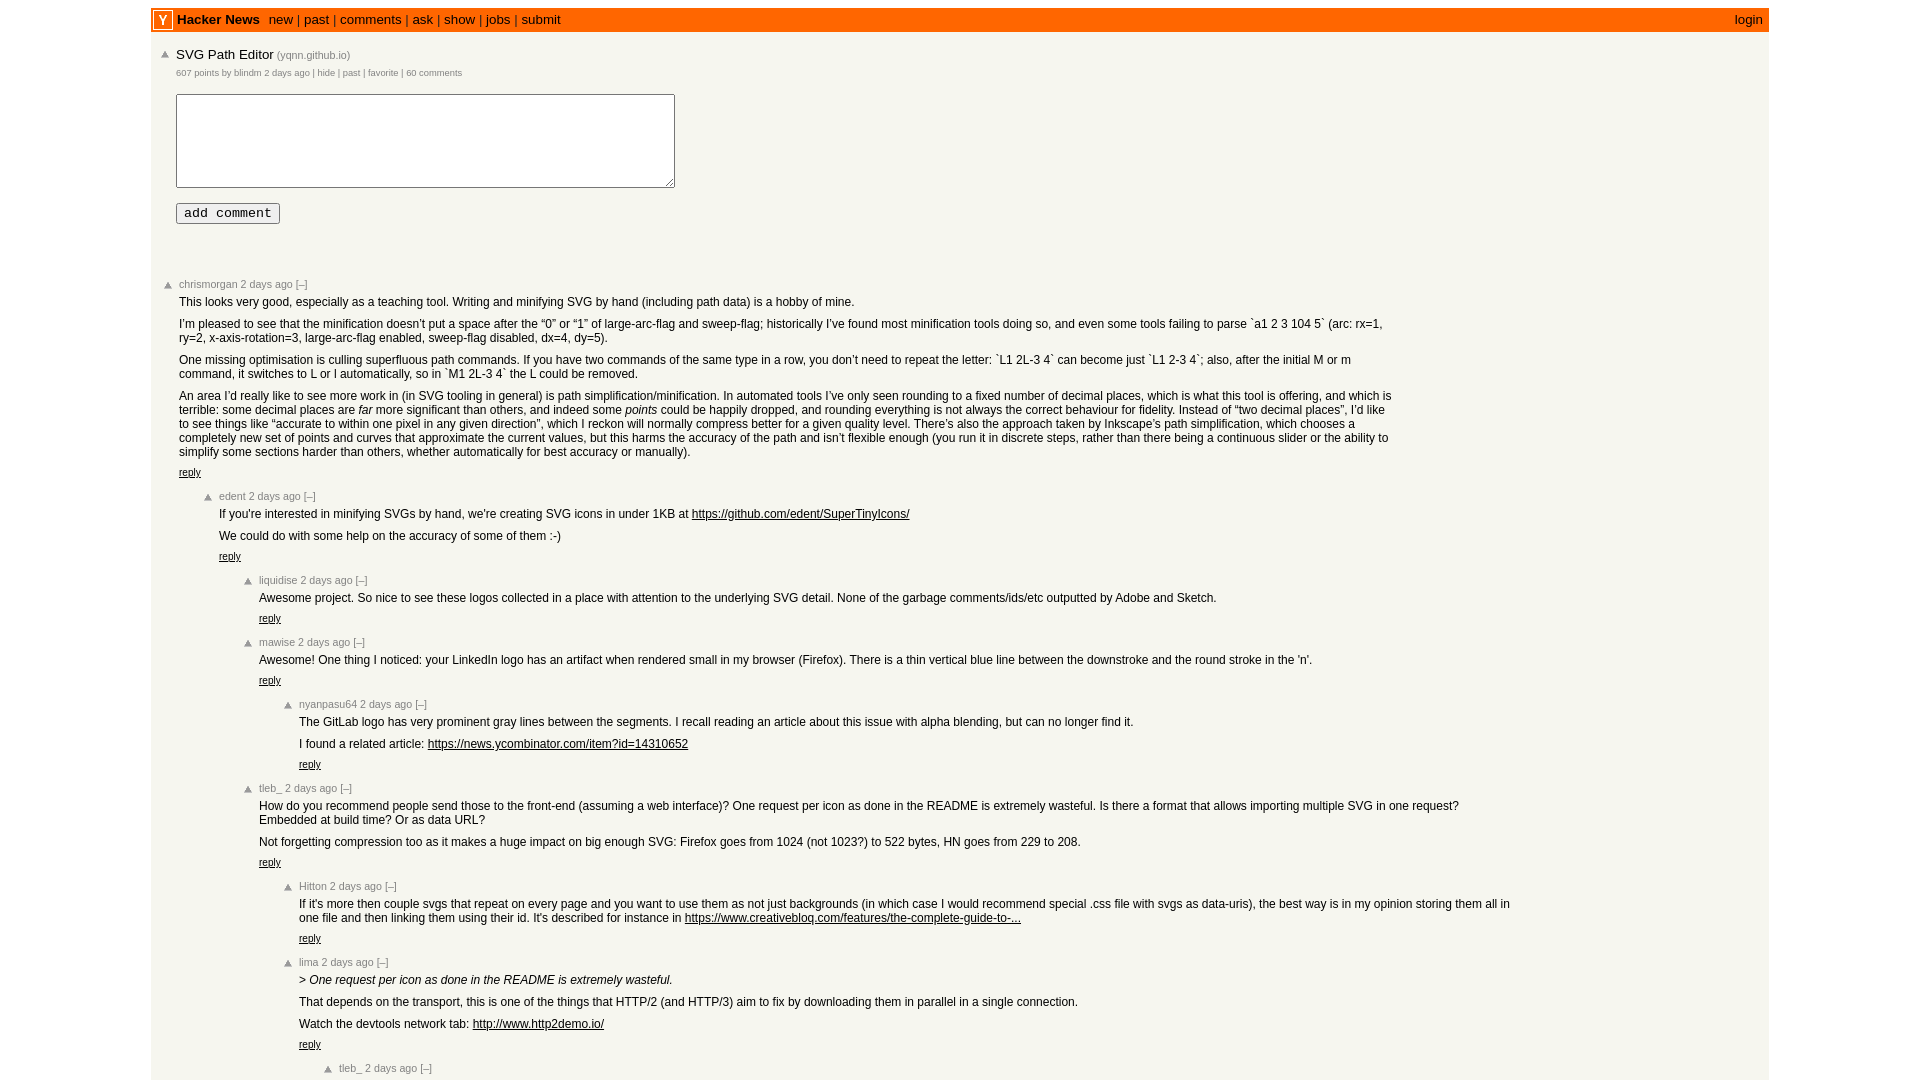 Y Hacker News new | past | comments | ask | show | jobs | submit login
SVG Path Editor (yqnn.github.io)
607 points by blindm 2 days ago | hide | past | favorite | 60 comments
add comment
chrismorgan 2 days ago [–]
This looks very good, especially as a teaching tool. Writing and minifying SVG by hand (including path data) is a hobby of mine.
I’m pleased to see that the minification doesn’t put a space after the “0” or “1” of large-arc-flag and sweep-flag; historically I’ve found most minification tools doing so, and even some tools failing to parse `a1 2 3 104 5` (arc: rx=1,
ry=2, x-axis-rotation=3, large-arc-flag enabled, sweep-flag disabled, dx=4, dy=5).
One missing optimisation is culling superfluous path commands. If you have two commands of the same type in a row, you don’t need to repeat the letter: `L1 2L-3 4` can become just `L1 2-3 4`; also, after the initial M or m
command, it switches to L or l automatically, so in `M1 2L-3 4` the L could be removed.
An area I’d really like to see more work in (in SVG tooling in general) is path simplification/minification. In automated tools I’ve only seen rounding to a fixed number of decimal places, which is what this tool is offering, and which is
terrible: some decimal places are far more significant than others, and indeed some points could be happily dropped, and rounding everything is not always the correct behaviour for fidelity. Instead of “two decimal places”, I’d like
to see things like “accurate to within one pixel in any given direction”, which I reckon will normally compress better for a given quality level. There’s also the approach taken by Inkscape’s path simplification, which chooses a
completely new set of points and curves that approximate the current values, but this harms the accuracy of the path and isn’t flexible enough (you run it in discrete steps, rather than there being a continuous slider or the ability to
simplify some sections harder than others, whether automatically for best accuracy or manually).
reply
edent 2 days ago [–]
If you're interested in minifying SVGs by hand, we're creating SVG icons in under 1KB at https://github.com/edent/SuperTinyIcons/
We could do with some help on the accuracy of some of them :-)
reply
liquidise 2 days ago [–]
Awesome project. So nice to see these logos collected in a place with attention to the underlying SVG detail. None of the garbage comments/ids/etc outputted by Adobe and Sketch.
reply
mawise 2 days ago [–]
Awesome! One thing I noticed: your LinkedIn logo has an artifact when rendered small in my browser (Firefox). There is a thin vertical blue line between the downstroke and the round stroke in the 'n'.
reply
nyanpasu64 2 days ago [–]
The GitLab logo has very prominent gray lines between the segments. I recall reading an article about this issue with alpha blending, but can no longer find it.
I found a related article: https://news.ycombinator.com/item?id=14310652
reply
tleb_ 2 days ago [–]
How do you recommend people send those to the front-end (assuming a web interface)? One request per icon as done in the README is extremely wasteful. Is there a format that allows importing multiple SVG in one request?
Embedded at build time? Or as data URL?
Not forgetting compression too as it makes a huge impact on big enough SVG: Firefox goes from 1024 (not 1023?) to 522 bytes, HN goes from 229 to 208.
reply
Hitton 2 days ago [–]
If it's more then couple svgs that repeat on every page and you want to use them as not just backgrounds (in which case I would recommend special .css file with svgs as data-uris), the best way is in my opinion storing them all in
one file and then linking them using their id. It's described for instance in https://www.creativebloq.com/features/the-complete-guide-to-...
reply
lima 2 days ago [–]
> One request per icon as done in the README is extremely wasteful.
That depends on the transport, this is one of the things that HTTP/2 (and HTTP/3) aim to fix by downloading them in parallel in a single connection.
Watch the devtools network tab: http://www.http2demo.io/
reply
tleb_ 2 days ago [–]